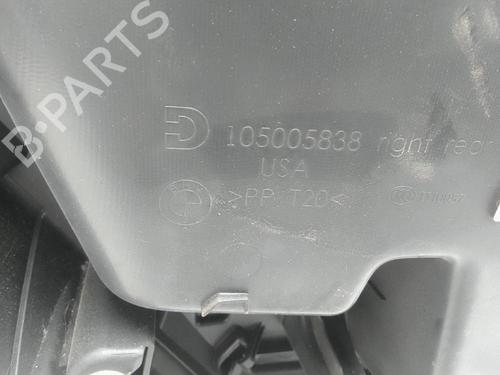 B-PARTS
D 105005838 right rear
USA
>PP T20<